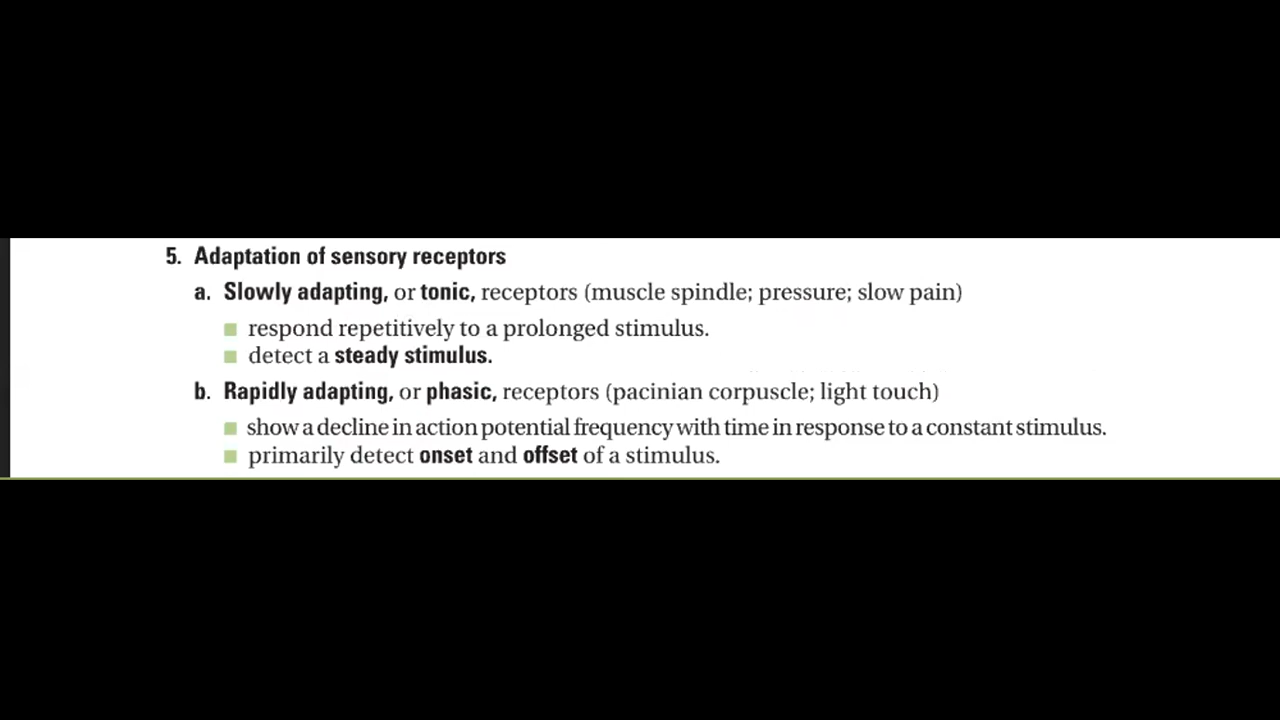 5. Adaptation of sensory receptors
a. Slowly adapting, or tonic, receptors (muscle spindle; pressure; slow pain)
■ respond repetitively to a prolonged stimulus.
■ detect a steady stimulus.
b. Rapidly adapting, or phasic, receptors (pacinian corpuscle; light touch)
■ show a decline in action potential frequency with time in response to a constant stimulus.
■ primarily detect onset and offset of a stimulus.